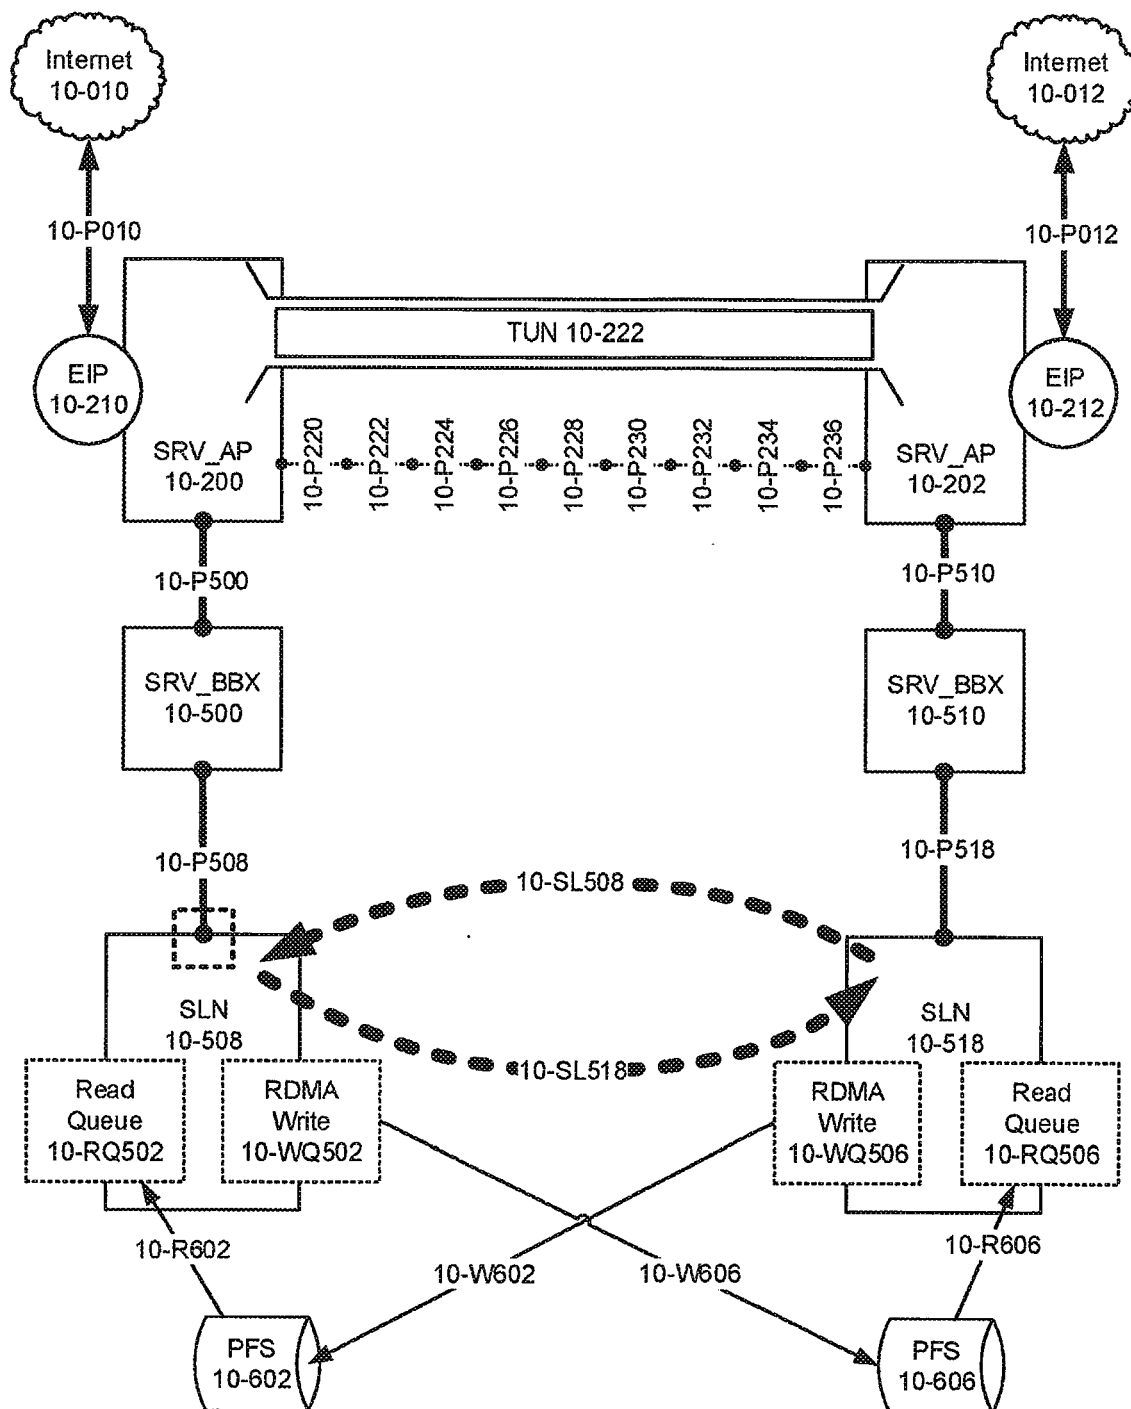 Internet
10-010
Internet
10-012
10-P010
10-P012
TUN 10-222
EIP
10-210
EIP
10-212
SRV_AP
10-200
10-P220
10-P222
10-P224
10-P226
10-P228
10-P230
10-P232
10-P234
10-P236
SRV_AP
10-202
10-P500
10-P510
SRV_BBX
10-500
SRV_BBX
10-510
10-P508
10-P518
10-SL508
SLN
10-508
SLN
10-518
10-SL518
Read
Queue
10-RQ502
RDMA
Write
10-WQ502
RDMA
Write
10-WQ506
Read
Queue
10-RQ506
10-R602
10-W602
10-W606
10-R606
PFS
10-602
PFS
10-606